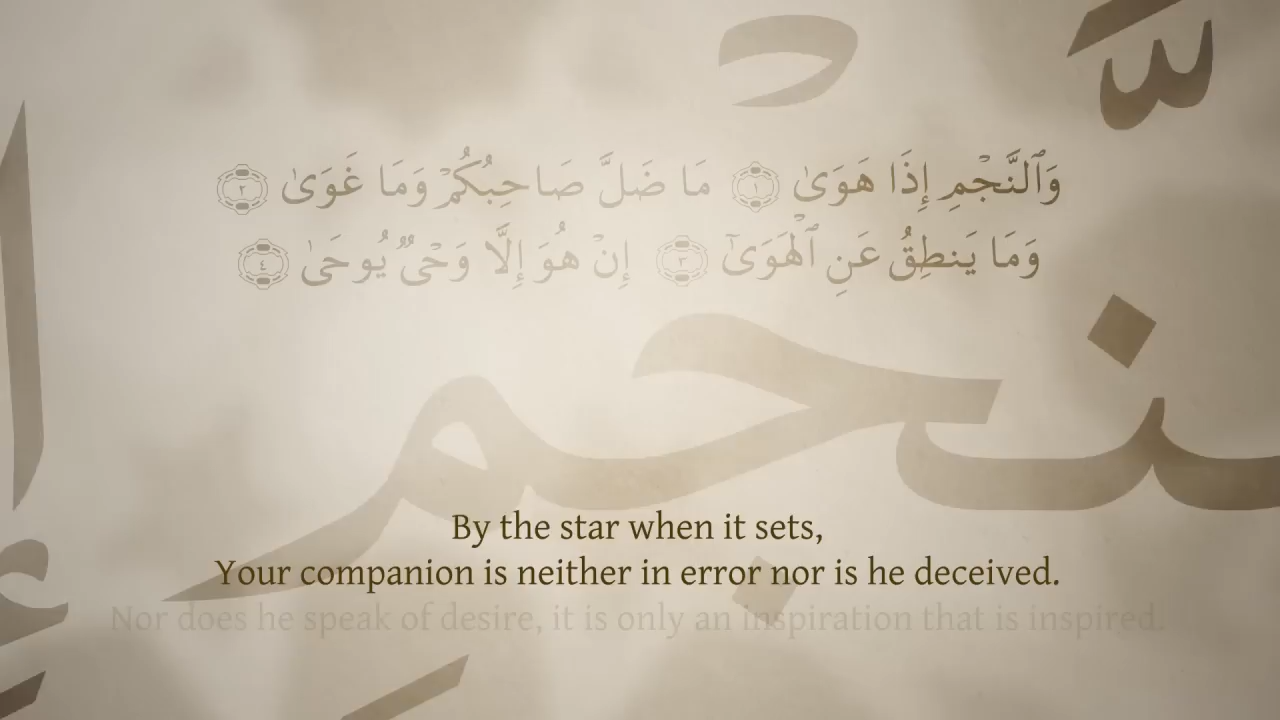 وَٱلنَّجْمِ إِذَا هَوَىٰ ١ مَا ضَلَّ صَاحِبُكُمْ وَمَا غَوَىٰ ٢
وَمَا يَنطِقُ عَنِ ٱلْهَوَىٰٓ ٣ إِنْ هُوَ إِلَّا وَحْىٌ يُوحَىٰ ٤
By the star when it sets,
Your companion is neither in error nor is he deceived.
Nor does he speak of desire, it is only an inspiration that is inspired.